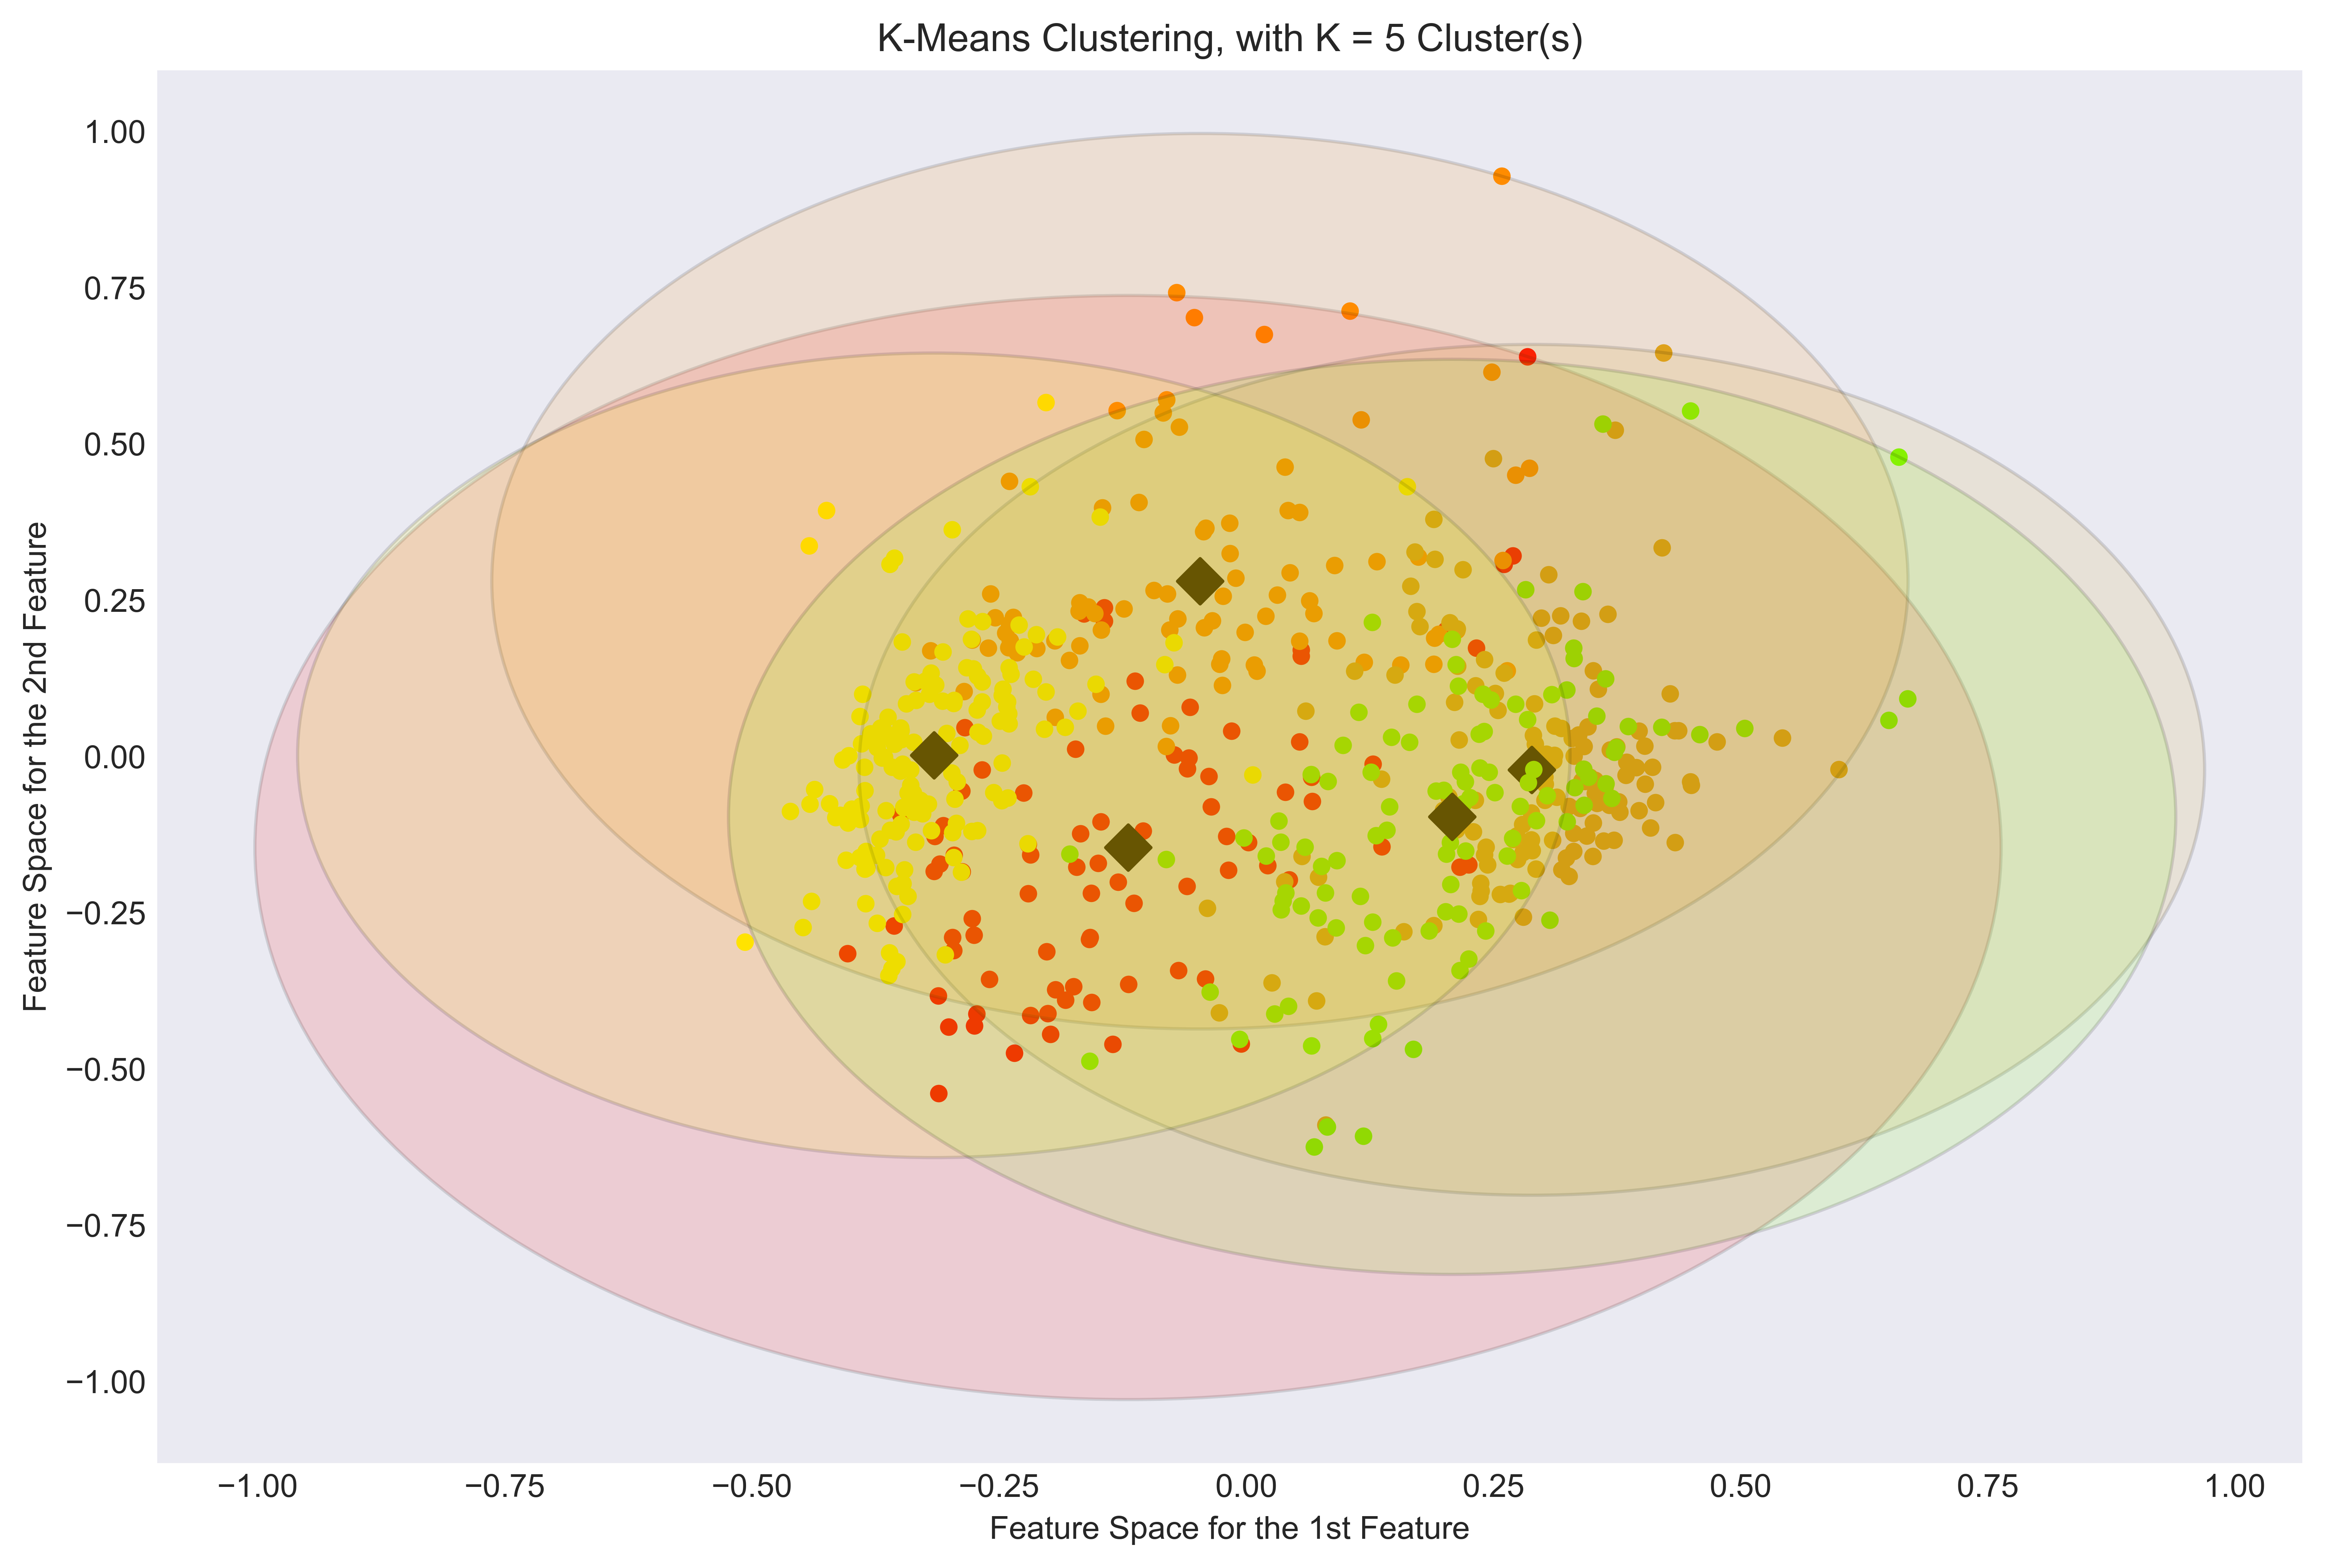 K-Means Clustering, with K = 5 Cluster(s)
1.00
0.75
0.50
0.25
0.00
−0.25
−0.50
−0.75
−1.00
Feature Space for the 2nd Feature
−1.00 −0.75 −0.50 −0.25 0.00 0.25 0.50 0.75 1.00
Feature Space for the 1st Feature